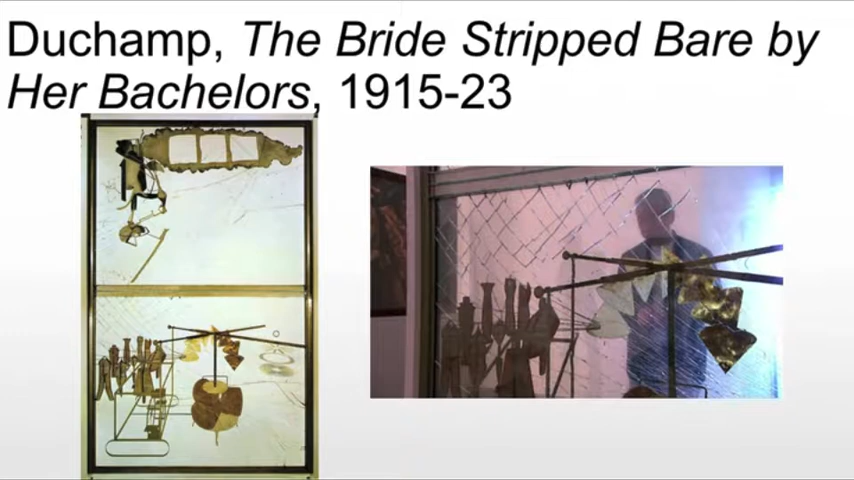 Duchamp, The Bride Stripped Bare by
Her Bachelors, 1915-23